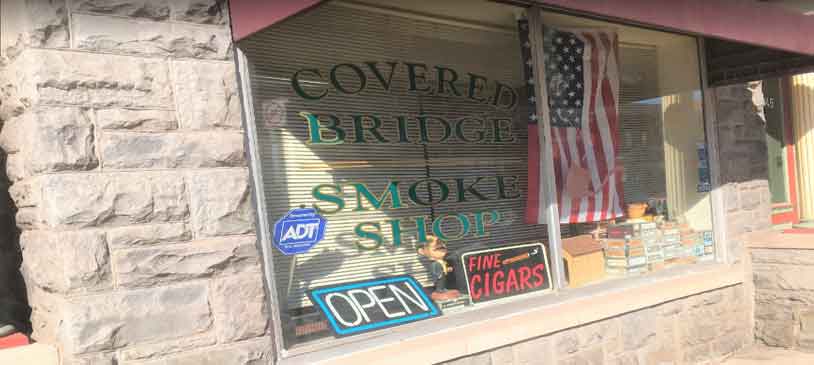 COVERED
BRIDGE
SMOKE
SHOP
ADT
OPEN
FINE
CIGARS